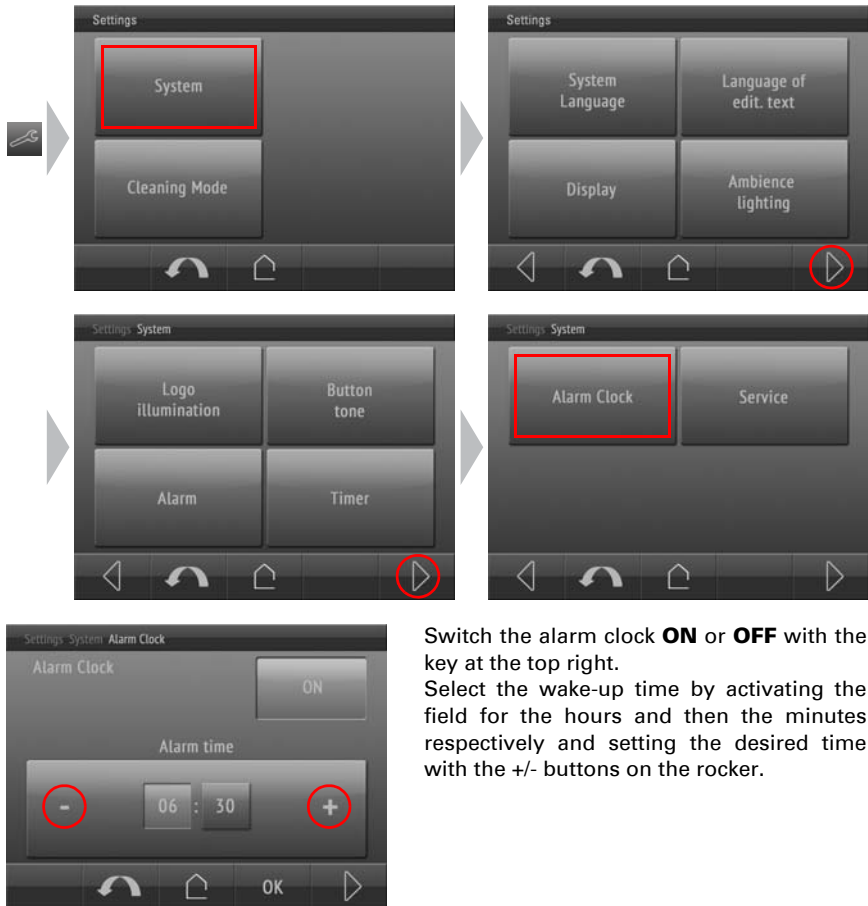 Settings
System
Cleaning Mode
Settings
System
Language
Language of
edit. text
Display
Ambience
lighting
Settings System
Logo
illumination
Button
tone
Alarm
Timer
Settings System
Alarm Clock
Service
Settings System Alarm Clock
Alarm Clock
ON
Alarm time
-
06 : 30
+
OK
Switch the alarm clock ON or OFF with the
key at the top right.
Select the wake-up time by activating the
field for the hours and then the minutes
respectively and setting the desired time
with the +/- buttons on the rocker.